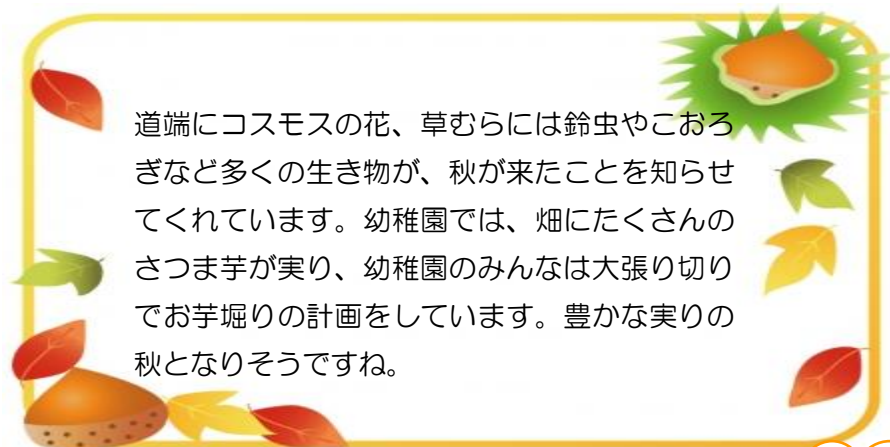 道端にコスモスの花、草むらには鈴虫やこおろ
ぎなど多くの生き物が、秋が来たことを知らせ
てくれています。幼稚園では、畑にたくさんの
さつま芋が実り、幼稚園のみんなは大張り切り
でお芋堀りの計画をしています。豊かな実りの
秋となりそうですね。